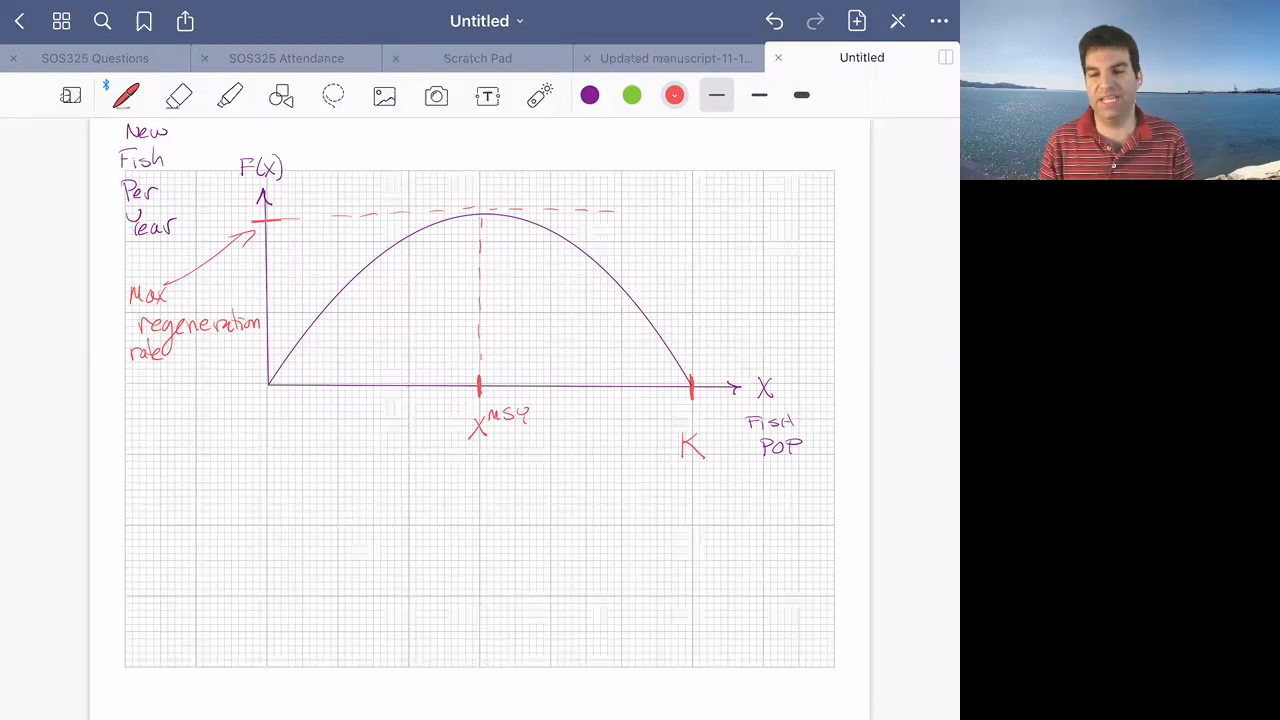 Untitled
SOS325 Questions
SOS325 Attendance
Scratch Pad
Updated manuscript-11-1...
Untitled
New
Fish
Per
Year
F(X)
Max
regeneration
rate
X^MSY
K
X
Fish
POP